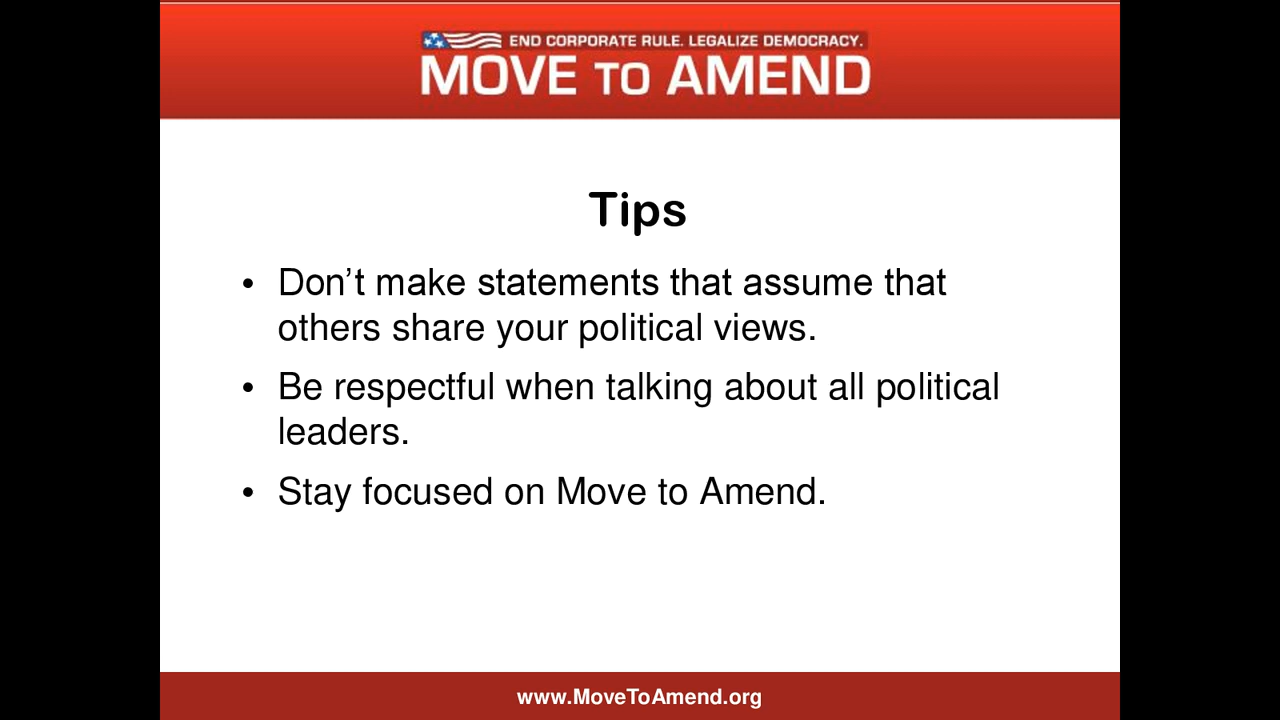 END CORPORATE RULE. LEGALIZE DEMOCRACY.
MOVE TO AMEND
Tips
• Don’t make statements that assume that
others share your political views.
• Be respectful when talking about all political
leaders.
• Stay focused on Move to Amend.
www.MoveToAmend.org